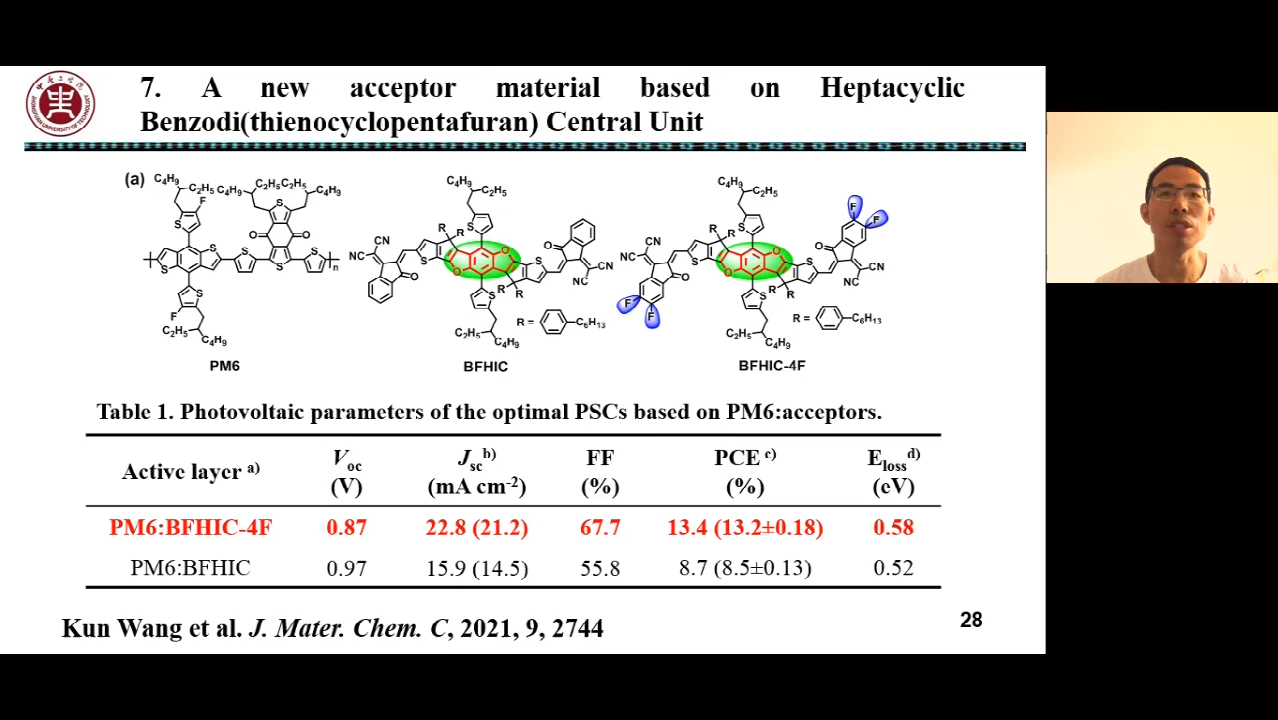 7. A new acceptor material based on Heptacyclic
Benzodi(thienocyclopentafuran) Central Unit
(a)
C₄H₉
C₂H₅
F
S
C₄H₉
C₂H₅
C₂H₅
C₄H₉
S
O
O
S
S
S
S
S
n
S
F
C₂H₅
C₄H₉
PM6
C₄H₉
C₂H₅
S
NC
CN
O
R
R
S
O
O
S
R
R
O
CN
NC
S
C₂H₅
C₄H₉
R =
C₆H₁₃
BFHIC
C₄H₉
C₂H₅
S
F
F
NC
CN
O
R
R
S
O
O
S
R
R
O
CN
NC
F
F
S
C₂H₅
C₄H₉
R =
C₆H₁₃
BFHIC-4F
Table 1. Photovoltaic parameters of the optimal PSCs based on PM6:acceptors.
Active layer a) Voc (V) Jsc b) (mA cm-2) FF (%) PCE c) (%) Eloss d) (eV)
PM6:BFHIC-4F 0.87 22.8 (21.2) 67.7 13.4 (13.2±0.18) 0.58
PM6:BFHIC 0.97 15.9 (14.5) 55.8 8.7 (8.5±0.13) 0.52
Kun Wang et al. J. Mater. Chem. C, 2021, 9, 2744
28